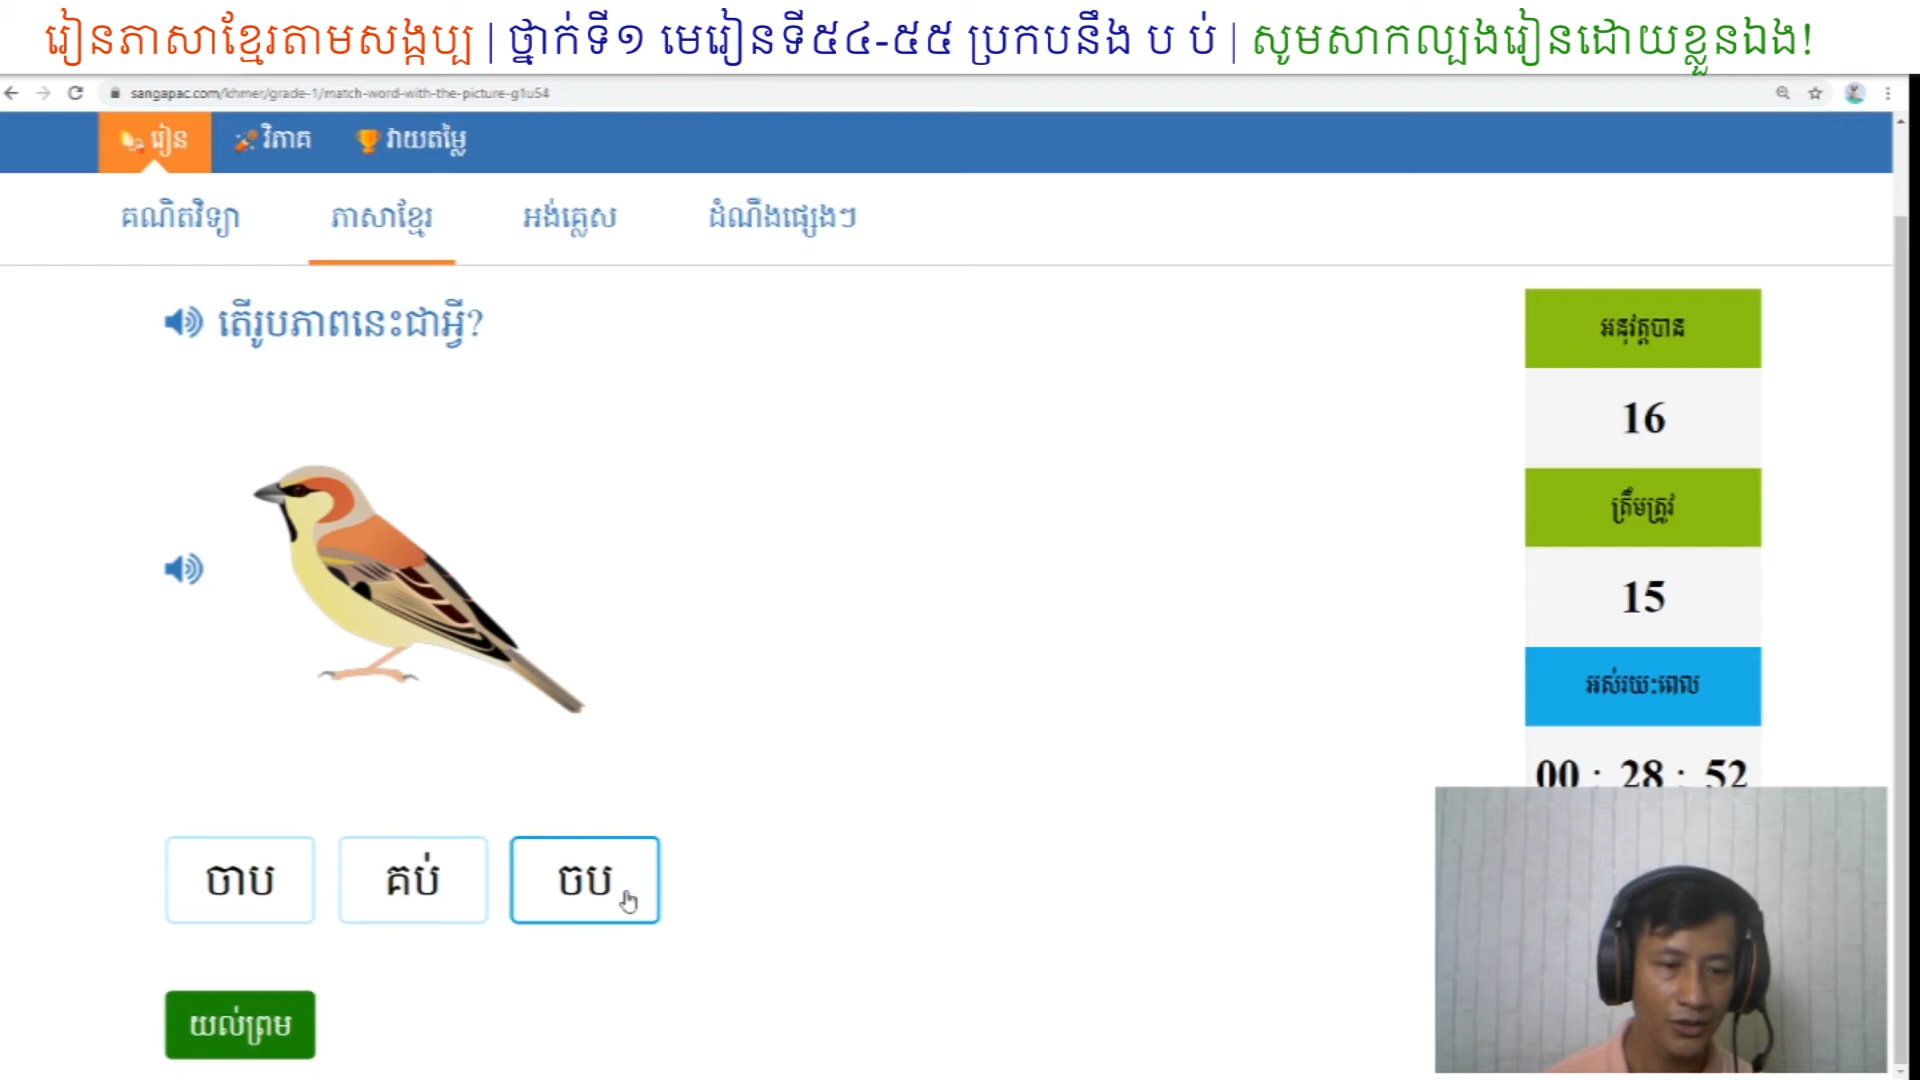 រៀនភាសាខ្មែរតាមសង្កប្ប | ថ្នាក់ទី១ មេរៀនទី៥៤-៥៥ ប្រកបនឹង ប ប់ | សូមសាកល្បងរៀនដោយខ្លួនឯង!
sangapac.com/khmer/grade-1/match-word-with-the-picture-g1u54
រៀន វិភាគ វាយតម្លៃ
គណិតវិទ្យា ភាសាខ្មែរ អង់គ្លេស ដំណឹងផ្សេងៗ
តើរូបភាពនេះជាអ្វី?
អនុវត្តបាន
16
ត្រឹមត្រូវ
15
អស់រយៈពេល
00 : 28 : 52
ចាប គប់ ចប
យល់ព្រម